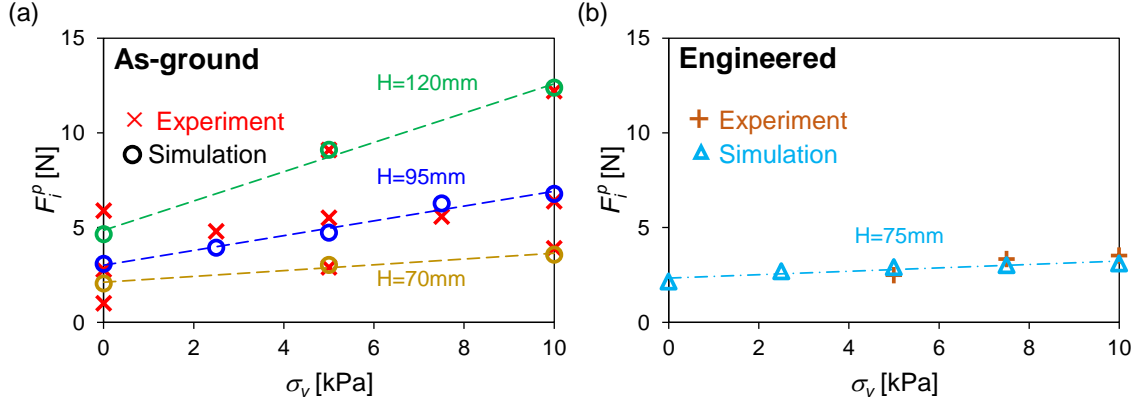 (a)
As-ground
H=120mm
Experiment
Simulation
H=95mm
H=70mm
F_i^p [N]
15
10
5
0
0 2 4 6 8 10
σ_v [kPa]
(b)
Engineered
Experiment
Simulation
H=75mm
F_i^p [N]
15
10
5
0
0 2 4 6 8 10
σ_v [kPa]